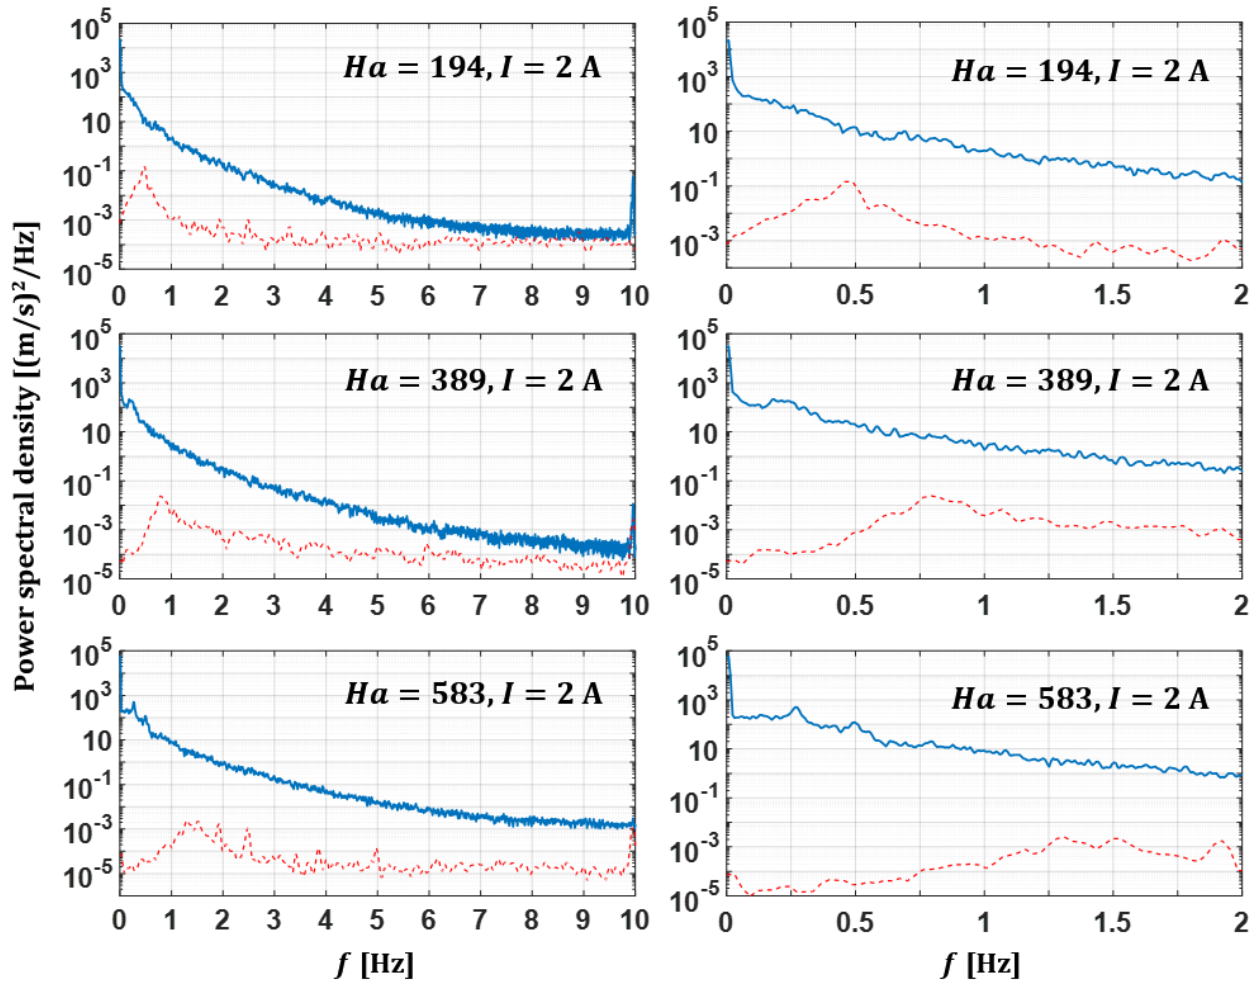 Power spectral density [(m/s)²/Hz]
10⁵
10³
10
10⁻¹
10⁻³
10⁻⁵
Ha = 194, I = 2 A
0 1 2 3 4 5 6 7 8 9 10
10⁵
10³
10
10⁻¹
10⁻³
Ha = 194, I = 2 A
0 0.5 1 1.5 2
10⁵
10³
10
10⁻¹
10⁻³
10⁻⁵
Ha = 389, I = 2 A
0 1 2 3 4 5 6 7 8 9 10
10⁵
10³
10
10⁻¹
10⁻³
10⁻⁵
Ha = 389, I = 2 A
0 0.5 1 1.5 2
10⁵
10³
10
10⁻¹
10⁻³
10⁻⁵
Ha = 583, I = 2 A
0 1 2 3 4 5 6 7 8 9 10
f [Hz]
10⁵
10³
10
10⁻¹
10⁻³
10⁻⁵
Ha = 583, I = 2 A
0 0.5 1 1.5 2
f [Hz]